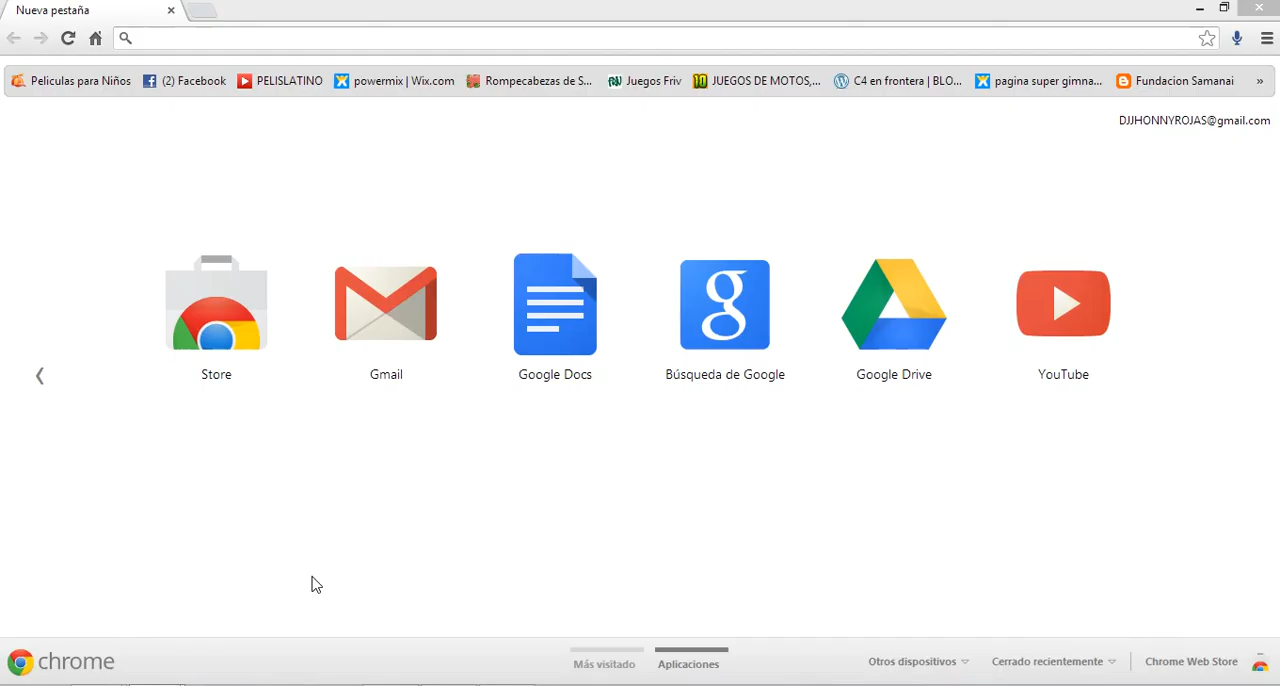 Nueva pestaña
Peliculas para Niños (2) Facebook PELISLATINO powermix | Wix.com Rompecabezas de S... Juegos Friv JUEGOS DE MOTOS,... C4 en frontera | BLO... pagina super gimna... Fundacion Samanai »
DJJHONNYROJAS@gmail.com
Store Gmail Google Docs Búsqueda de Google Google Drive YouTube
chrome Más visitado Aplicaciones Otros dispositivos Cerrado recientemente Chrome Web Store